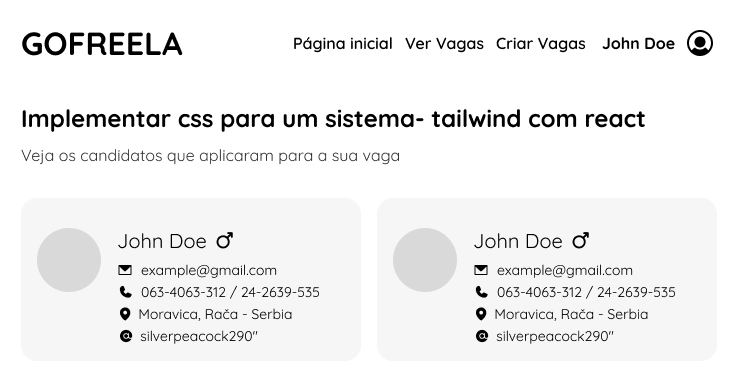 GOFREELA
Página inicial Ver Vagas Criar Vagas John Doe
Implementar css para um sistema- tailwind com react
Veja os candidatos que aplicaram para a sua vaga
John Doe
example@gmail.com
063-4063-312 / 24-2639-535
Moravica, Rača - Serbia
silverpeacock290"
John Doe
example@gmail.com
063-4063-312 / 24-2639-535
Moravica, Rača - Serbia
silverpeacock290"